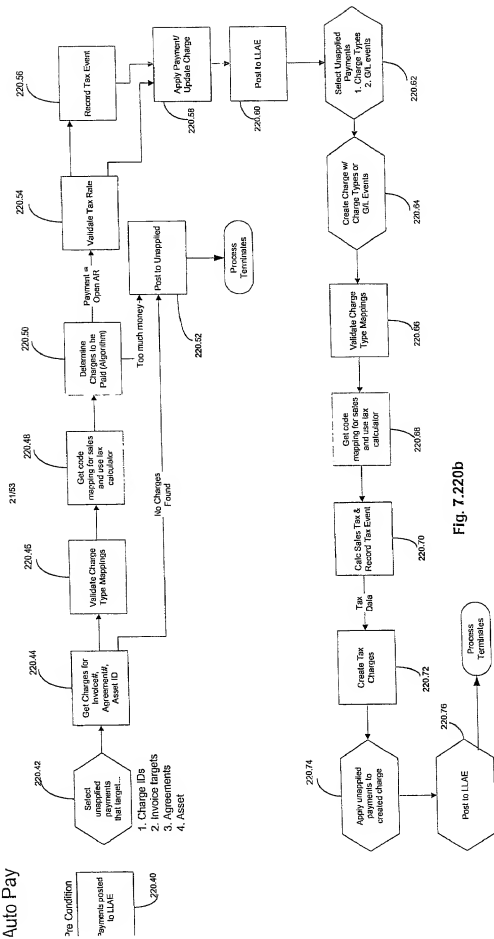 21/53
Auto Pay
Pre Condition
Payments posted
to LLAE
220.40
220.42
Select
unapplied
payments
that target...
1. Charge IDs
2. Invoice targets
3. Agreements
4. Asset
220.44
Get Charges for
Invoice#,
Agreement#,
Asset ID
No Charges
Found
220.46
Validate Charge
Type Mappings
220.48
Get code
mapping for sales
and use tax
calculator
220.50
Determine
Charges to be
Paid (Algorithm)
Too much money
Payment =
Open AR
220.52
Post to Unapplied
Process
Terminates
220.54
Validate Tax Rate
220.56
Record Tax Event
220.58
Apply Payment/
Update Charge
220.60
Post to LLAE
220.62
Select Unapplied
Payments
1. Charge Types
2. G/L events
220.64
Create Charge w/
Charge Types or
G/L Events
220.66
Validate Charge
Type Mappings
220.68
Get code
mapping for sales
and use tax
calculator
220.70
Calc Sales Tax &
Record Tax Event
Tax
Data
220.72
Create Tax
Charges
220.74
Apply unapplied
payments to
created charge
220.76
Post to LLAE
Process
Terminates
Fig. 7.220b